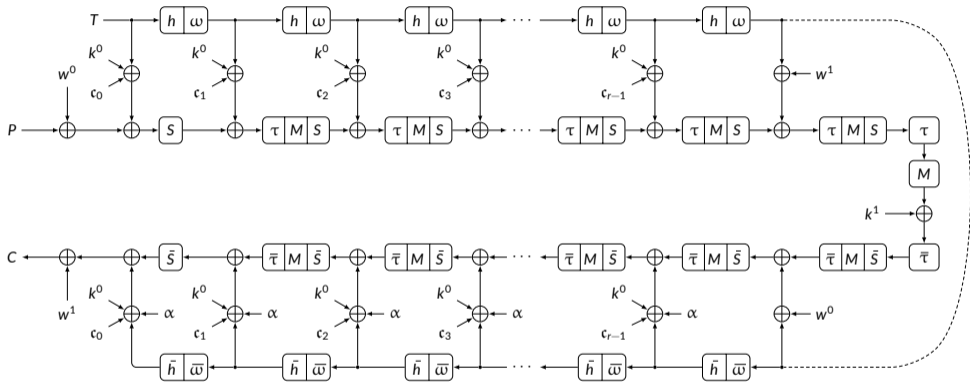 T h ω h ω h ω ··· h ω h ω
k⁰ k⁰ k⁰ k⁰ k⁰
w⁰ w¹
c₀ c₁ c₂ c₃ cᵣ₋₁
P S τ M S τ M S ··· τ M S τ M S τ M S τ
M
k¹
C S̄ τ̄ M S̄ τ̄ M S̄ ··· τ̄ M S̄ τ̄ M S̄ τ̄ M S̄ τ̄
k⁰ k⁰ k⁰ k⁰ k⁰
w¹ α α α α α w⁰
c₀ c₁ c₂ c₃ cᵣ₋₁
h̄ ω̄ h̄ ω̄ h̄ ω̄ ··· h̄ ω̄ h̄ ω̄